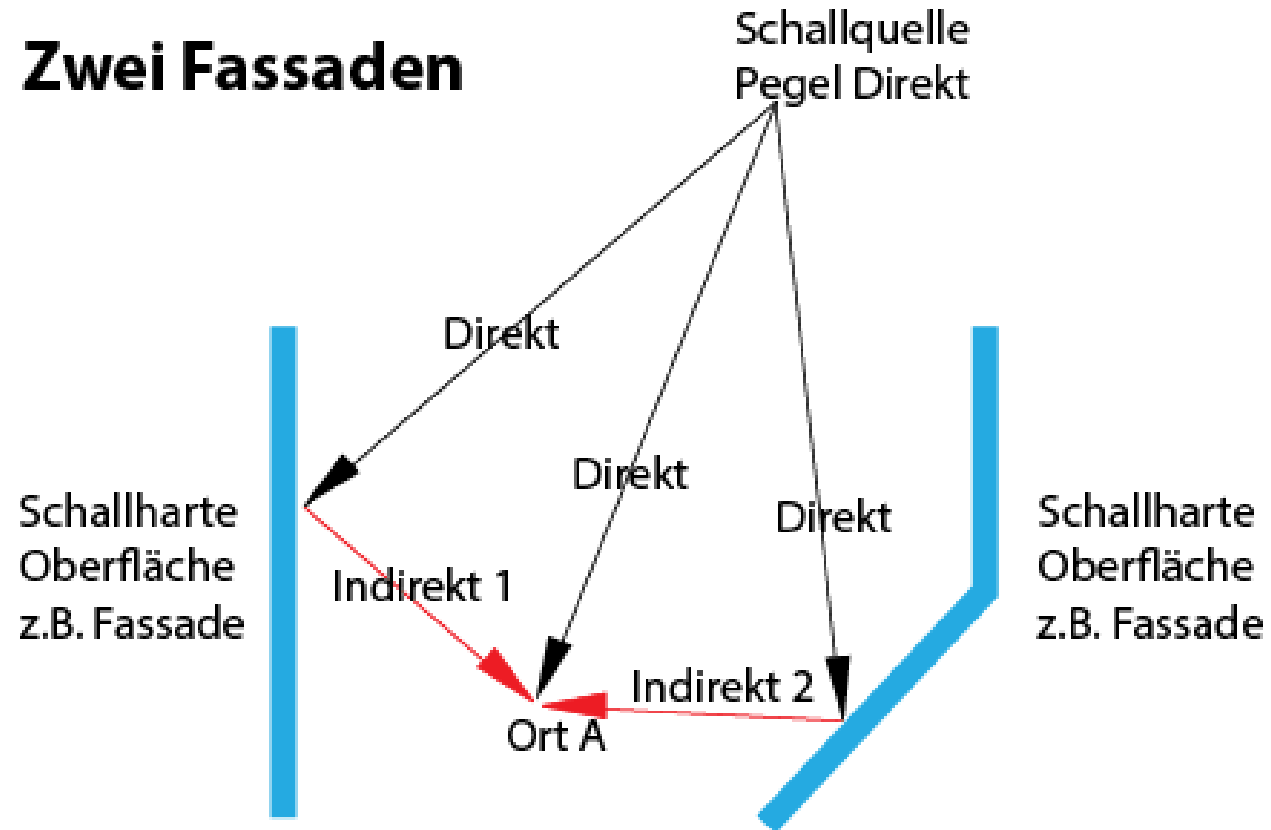 Zwei Fassaden
Schallquelle
Pegel Direkt
Direkt
Direkt
Direkt
Schallharte
Oberfläche
z.B. Fassade
Schallharte
Oberfläche
z.B. Fassade
Indirekt 1
Indirekt 2
Ort A